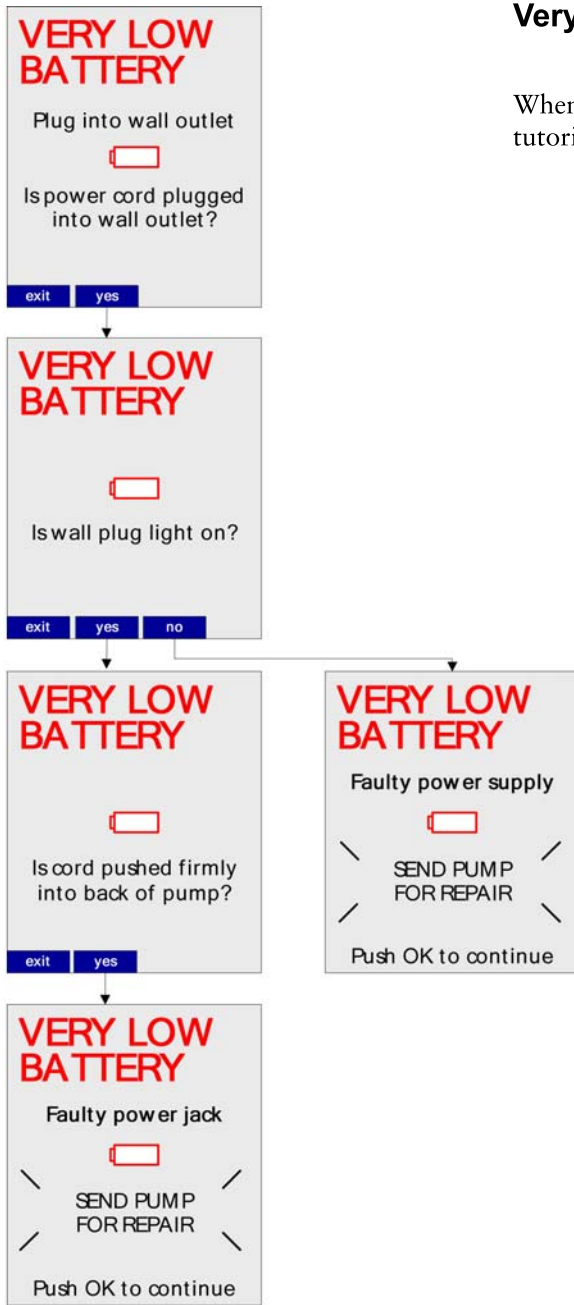 Very
When
tutori
VERY LOW
BATTERY
Plug into wall outlet
Is power cord plugged
into wall outlet?
exit yes
VERY LOW
BATTERY
Is wall plug light on?
exit yes no
VERY LOW
BATTERY
Is cord pushed firmly
into back of pump?
exit yes
VERY LOW
BATTERY
Faulty power supply
SEND PUMP
FOR REPAIR
Push OK to continue
VERY LOW
BATTERY
Faulty power jack
SEND PUMP
FOR REPAIR
Push OK to continue